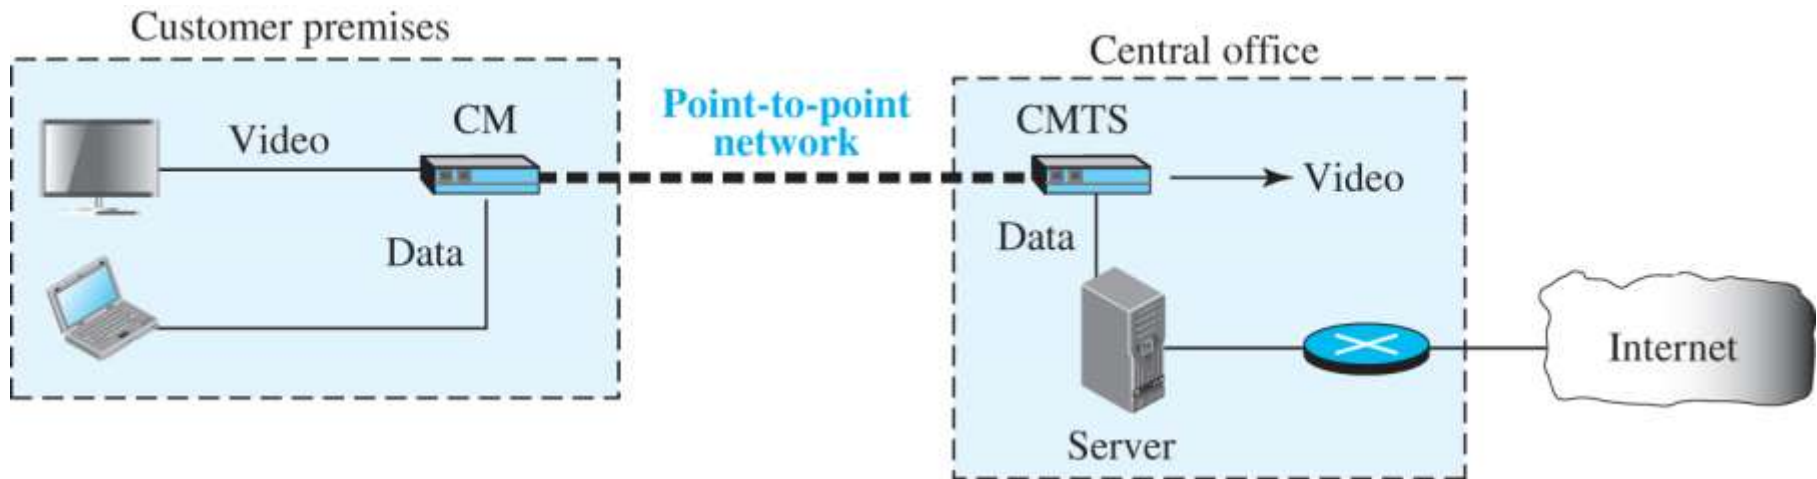 Customer premises
Central office
Point-to-point
network
CM
CMTS
Video
Video
Data
Data
Internet
Server